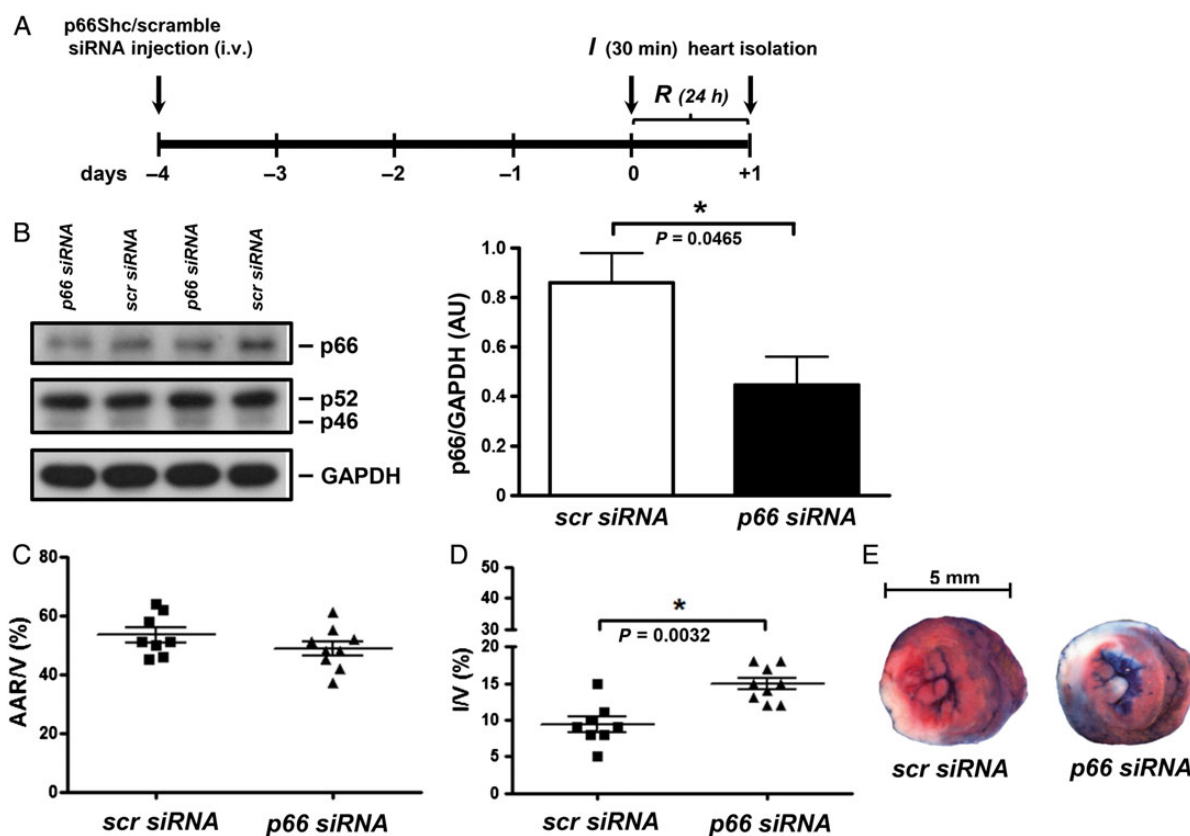 A
p66Shc/scramble
siRNA injection (i.v.)
I (30 min) heart isolation
R (24 h)
days –4 –3 –2 –1 0 +1
B
p66 siRNA
scr siRNA
p66 siRNA
scr siRNA
– p66
– p52
– p46
– GAPDH
*
P = 0.0465
p66/GAPDH (AU)
1.0
0.8
0.6
0.4
0.2
0
scr siRNA p66 siRNA
C
AAR/V (%)
80
60
40
20
0
scr siRNA p66 siRNA
D
I/V (%)
50
40
30
20
15
10
5
0
*
P = 0.0032
scr siRNA p66 siRNA
E
5 mm
scr siRNA p66 siRNA